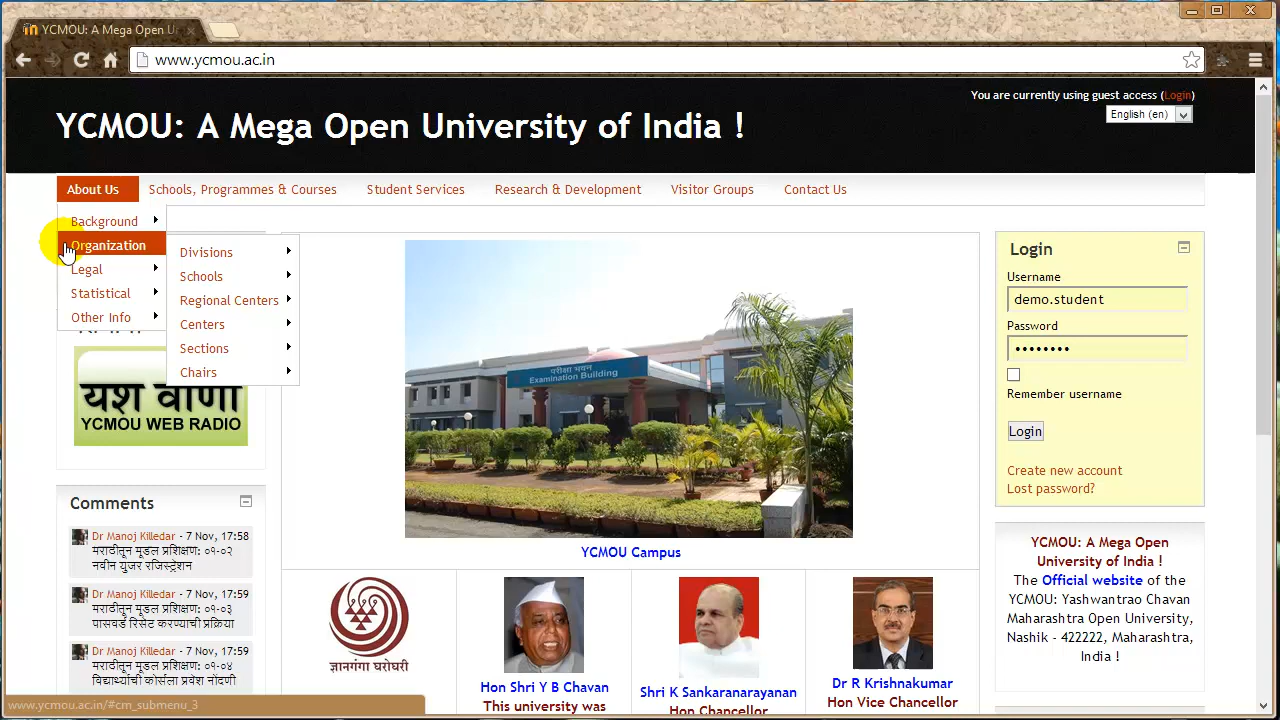 YCMOU: A Mega Open U
www.ycmou.ac.in
You are currently using guest access (Login)
YCMOU: A Mega Open University of India !
English (en)
About Us
Schools, Programmes & Courses
Student Services
Research & Development
Visitor Groups
Contact Us
Background
Organization
Legal
Statistical
Other Info
Divisions
Schools
Regional Centers
Centers
Sections
Chairs
यश वाणी
YCMOU WEB RADIO
Comments
Dr Manoj Killedar - 7 Nov, 17:58
मराठीतून मूडल प्रशिक्षण: ०१-०२
नवीन युजर रजिस्ट्रेशन
Dr Manoj Killedar - 7 Nov, 17:59
मराठीतून मूडल प्रशिक्षण: ०१-०३
पासवर्ड रिसेट करण्याची प्रक्रिया
Dr Manoj Killedar - 7 Nov, 17:59
मराठीतून मूडल प्रशिक्षण: ०१-०४
विद्यार्थ्याची कोर्सला प्रवेश नोंदणी
परीक्षा भवन
Examination Building
YCMOU Campus
ज्ञानगंगा घरोघरी
Hon Shri Y B Chavan
This university was
Shri K Sankaranarayanan
Hon Chancellor
Dr R Krishnakumar
Hon Vice Chancellor
Login
Username
demo.student
Password
Remember username
Login
Create new account
Lost password?
YCMOU: A Mega Open
University of India !
The Official website of the
YCMOU: Yashwantrao Chavan
Maharashtra Open University,
Nashik - 422222, Maharashtra,
India !
www.ycmou.ac.in/#cm_submenu_3